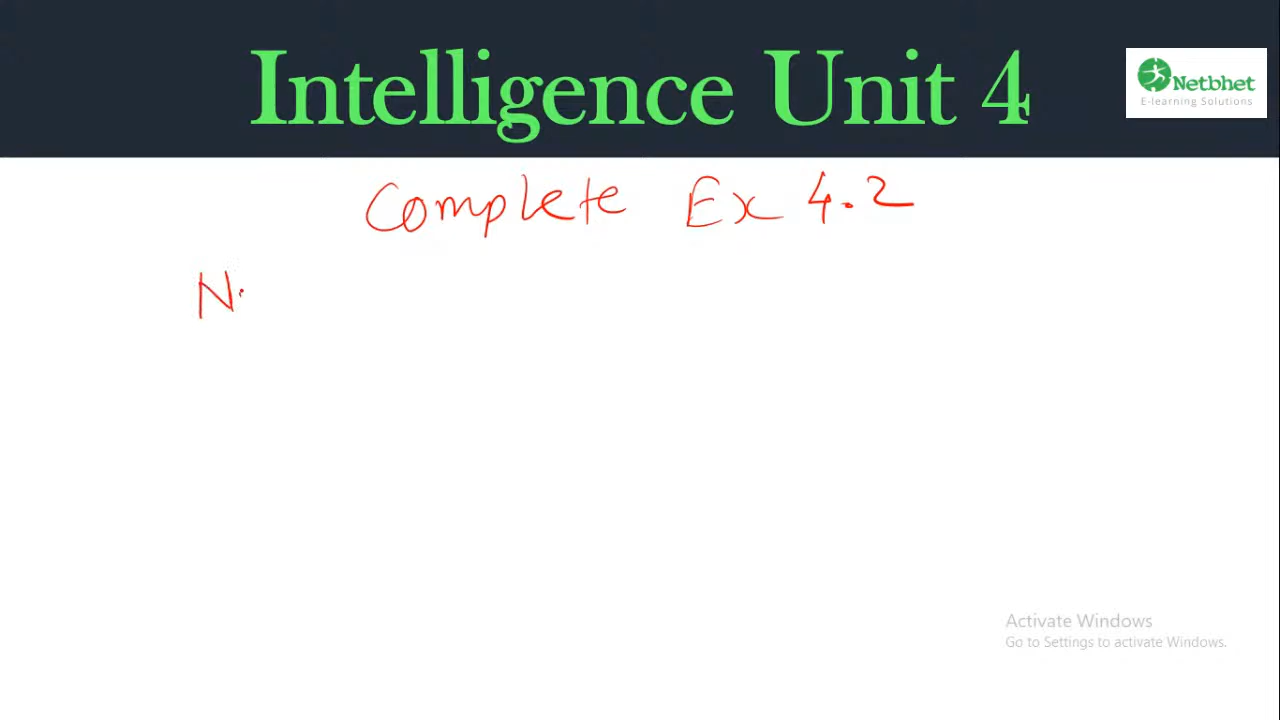 Intelligence Unit 4
Netbhet
E-learning Solutions
Complete Ex 4.2
N.
Activate Windows
Go to Settings to activate Windows.